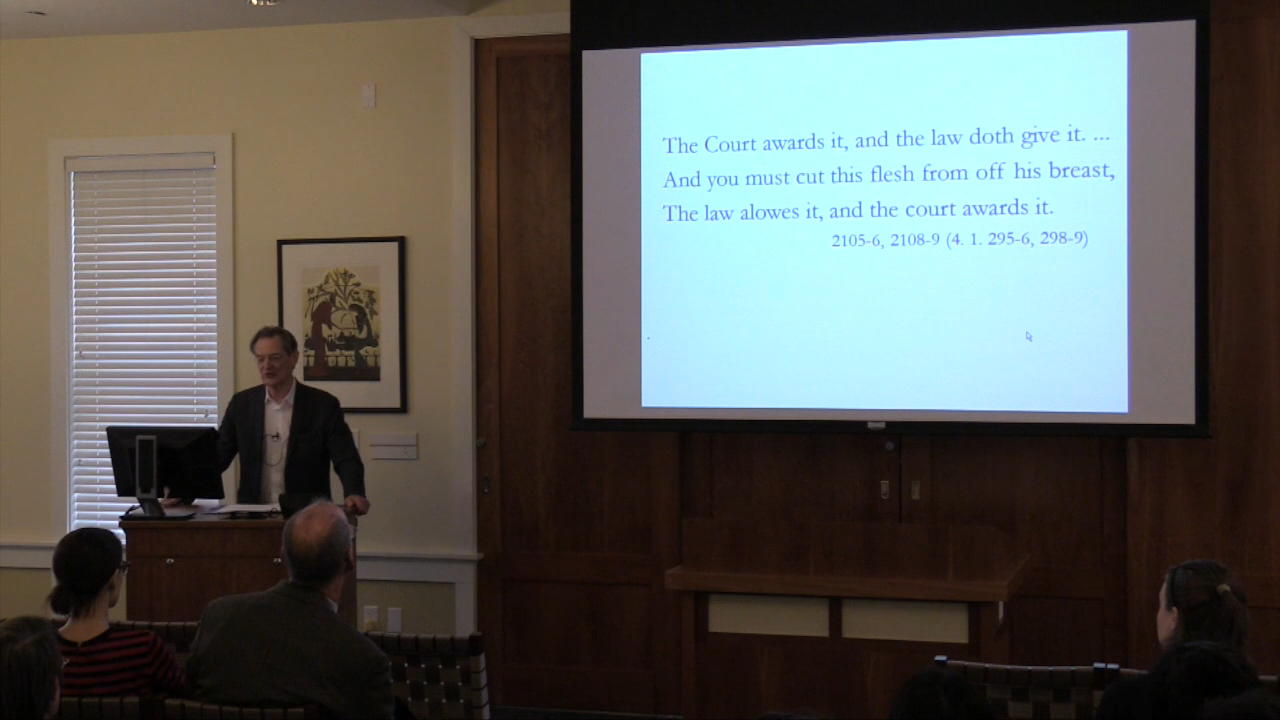 The Court awards it, and the law doth give it. ...
And you must cut this flesh from off his breast,
The law alowes it, and the court awards it.
2105-6, 2108-9 (4. 1. 295-6, 298-9)